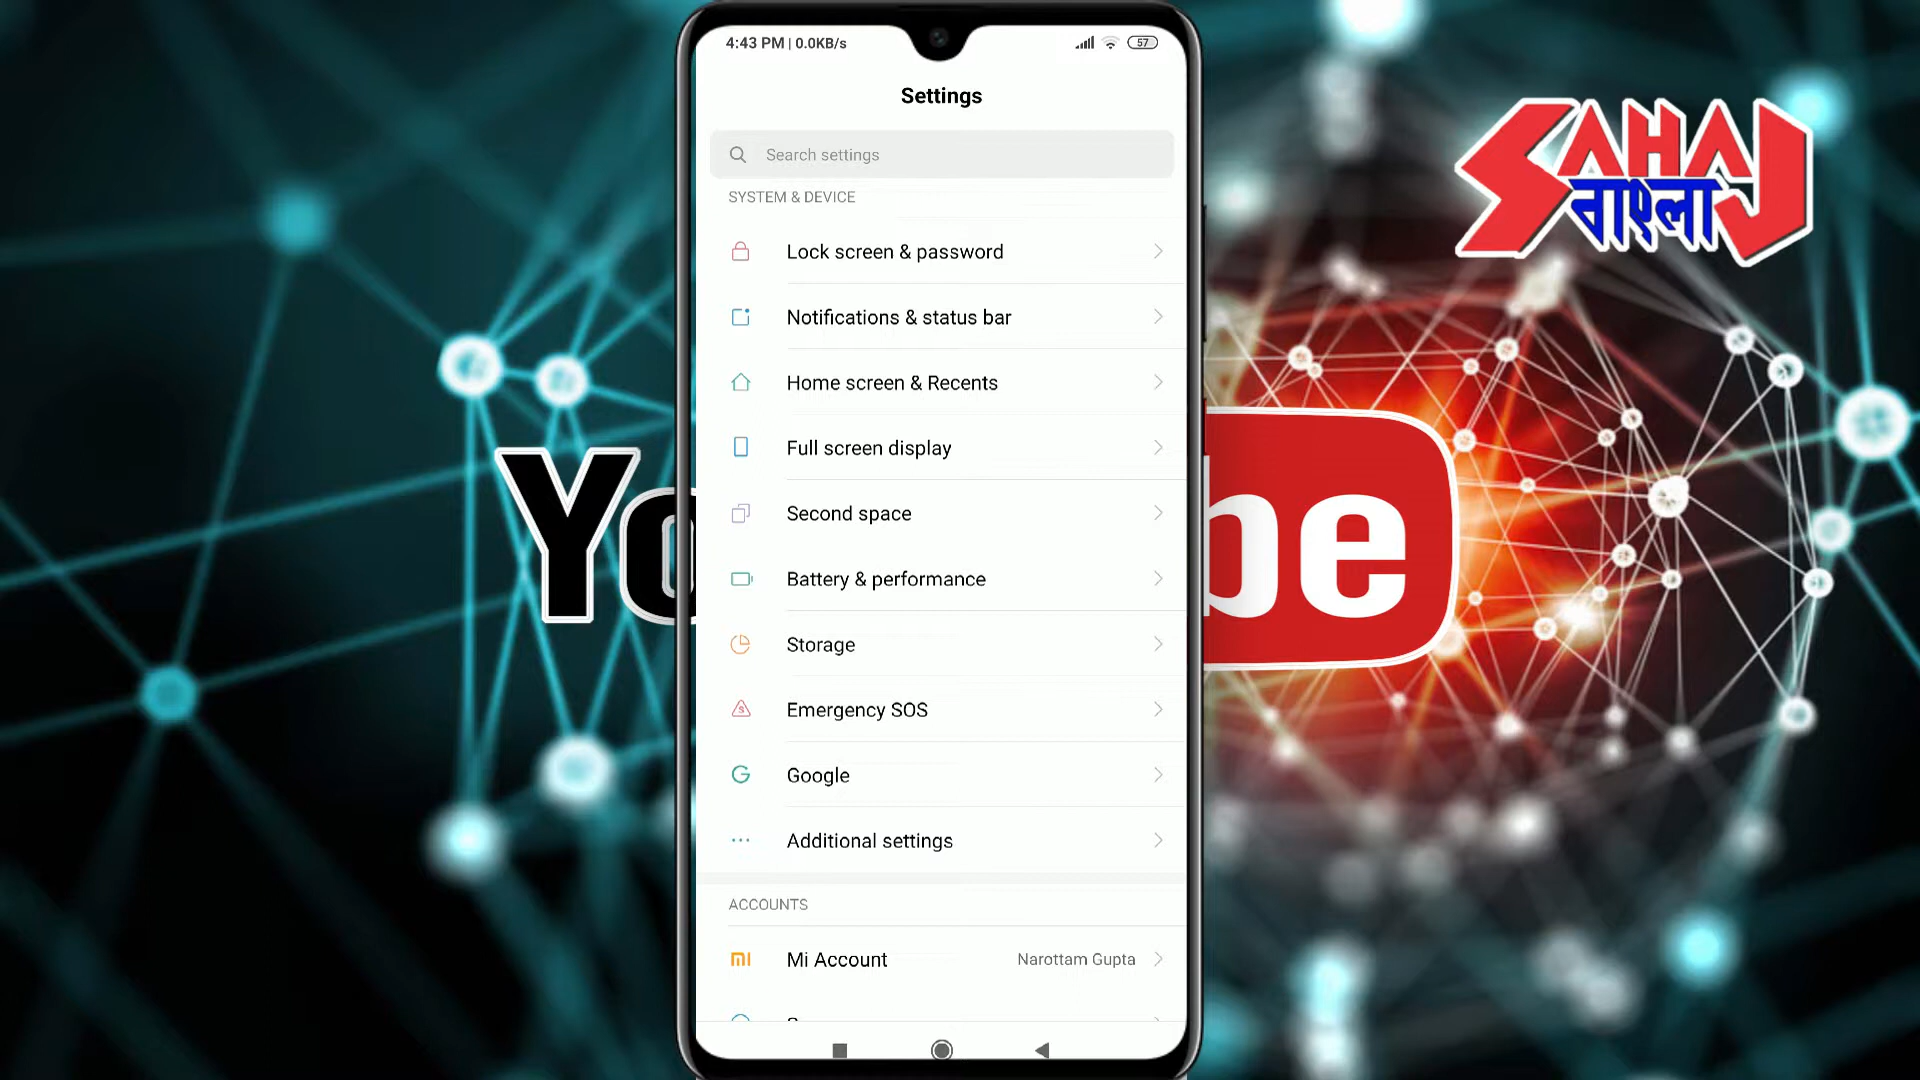 4:43 PM | 0.0KB/s
57
Settings
Search settings
SYSTEM & DEVICE
Lock screen & password
Notifications & status bar
Home screen & Recents
Full screen display
Second space
Battery & performance
Storage
Emergency SOS
Google
Additional settings
ACCOUNTS
Mi Account
Narottam Gupta
SAHAJ
বাংলা
Yo
be